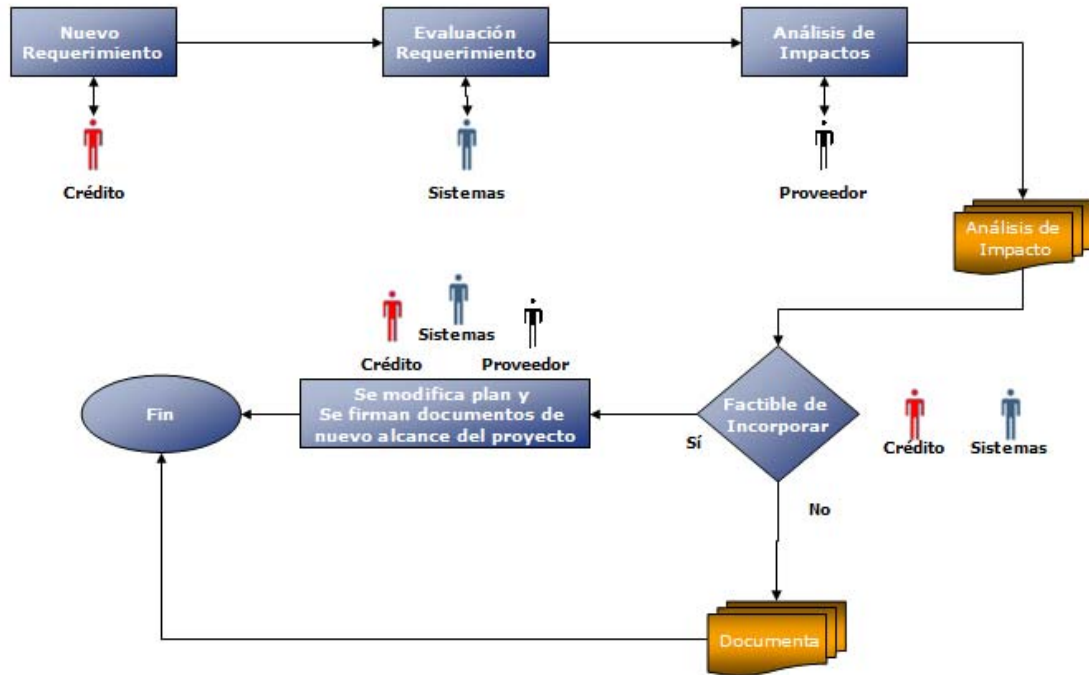 Nuevo
Requerimiento
Evaluación
Requerimiento
Análisis de
Impactos
Crédito
Sistemas
Proveedor
Análisis de
Impacto
Sistemas
Crédito
Proveedor
Fin
Se modifica plan y
Se firman documentos de
nuevo alcance del proyecto
Sí
Factible de
Incorporar
Crédito
Sistemas
No
Documenta